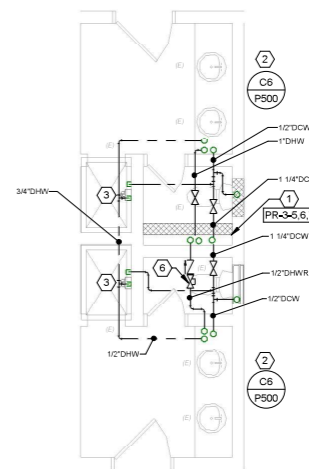 2
C6
P500
1/2"DCW
1"DHW
3/4"DHW
3
1 1/4"DC
1
PR-3-5,6,
1 1/4"DCW
3
6
1/2"DHWR
1/2"DCW
1/2"DHW
2
C6
P500